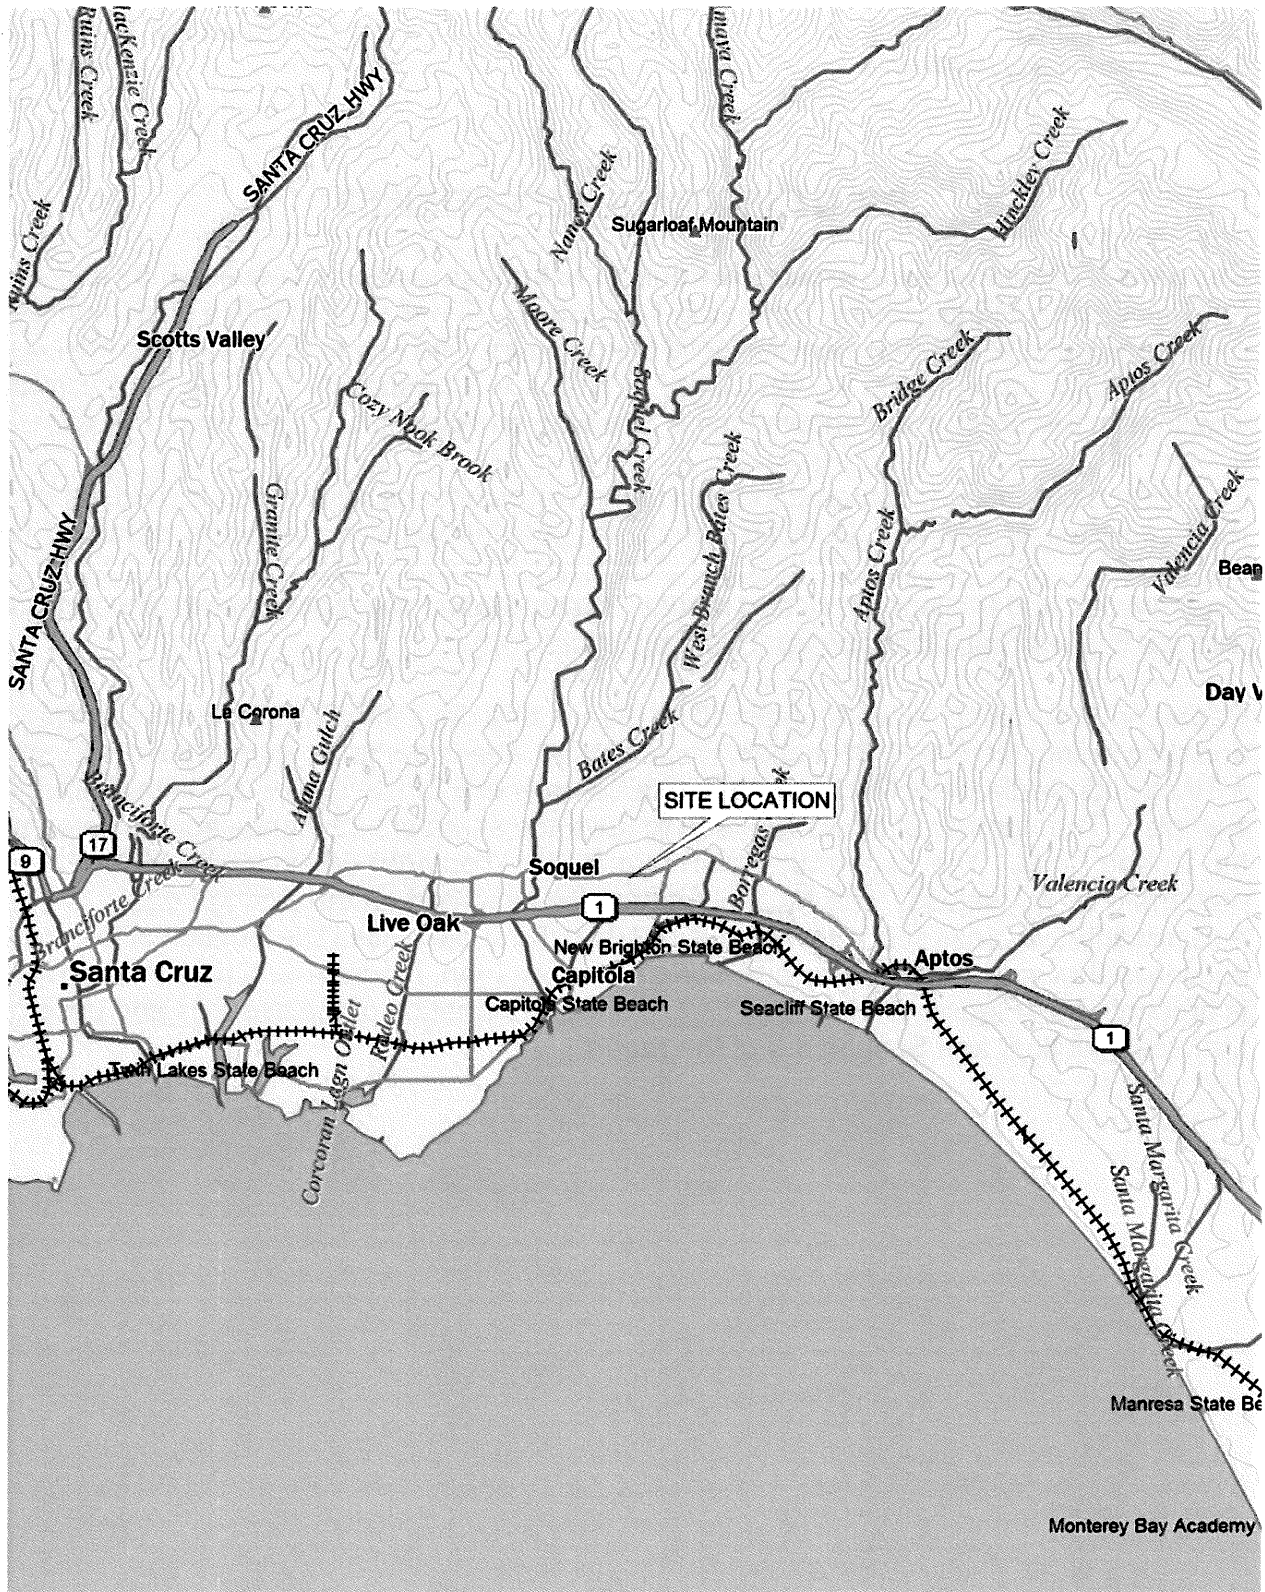 Ruins Creek
MacKenzie Creek
SANTA CRUZ HWY
Amaya Creek
Hinckley Creek
Nancy Creek
Sugarloaf Mountain
Ruins Creek
Moore Creek
Scotts Valley
Bridge Creek
Aptos Creek
Cozy Nook Brook
Soquel Creek
West Branch Bates Creek
Granite Creek
Valencia Creek
Aptos Creek
SANTA CRUZ HWY
Bean
Day V
La Corona
Arana Gulch
Bates Creek
ek
SITE LOCATION
Branciforte Creek
17
9
Soquel
Borregas
Valencia Creek
Branciforte Creek
1
Live Oak
New Brighton State Beach
Aptos
Santa Cruz
Capitola
Rodeo Creek
Capitola State Beach
Seacliff State Beach
1
Twin Lakes State Beach
Corcoran Lagn Outlet
Santa Margarita Creek
Santa Margarita Creek
Manresa State Be
Monterey Bay Academy